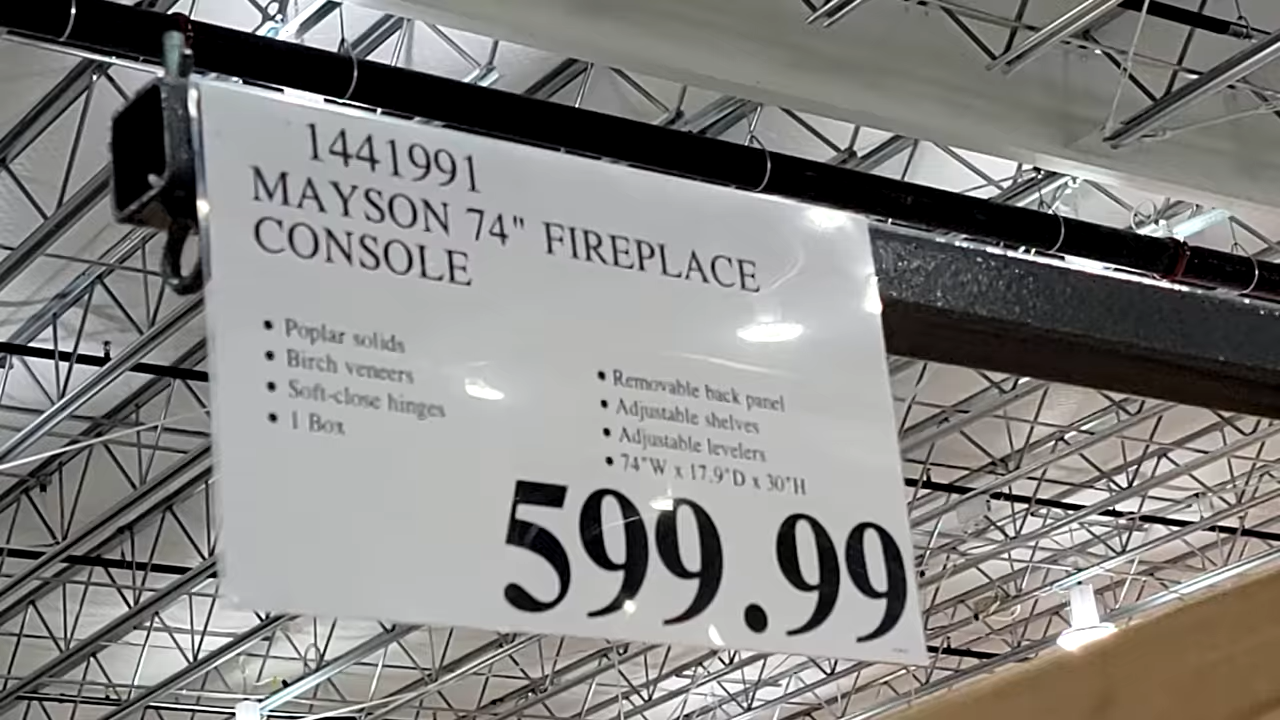 1441991
MAYSON 74" FIREPLACE
CONSOLE
• Poplar solids
• Birch veneers
• Soft-close hinges
• 1 Box
• Removable back panel
• Adjustable shelves
• Adjustable levelers
• 74"W x 17.9"D x 30"H
599.99